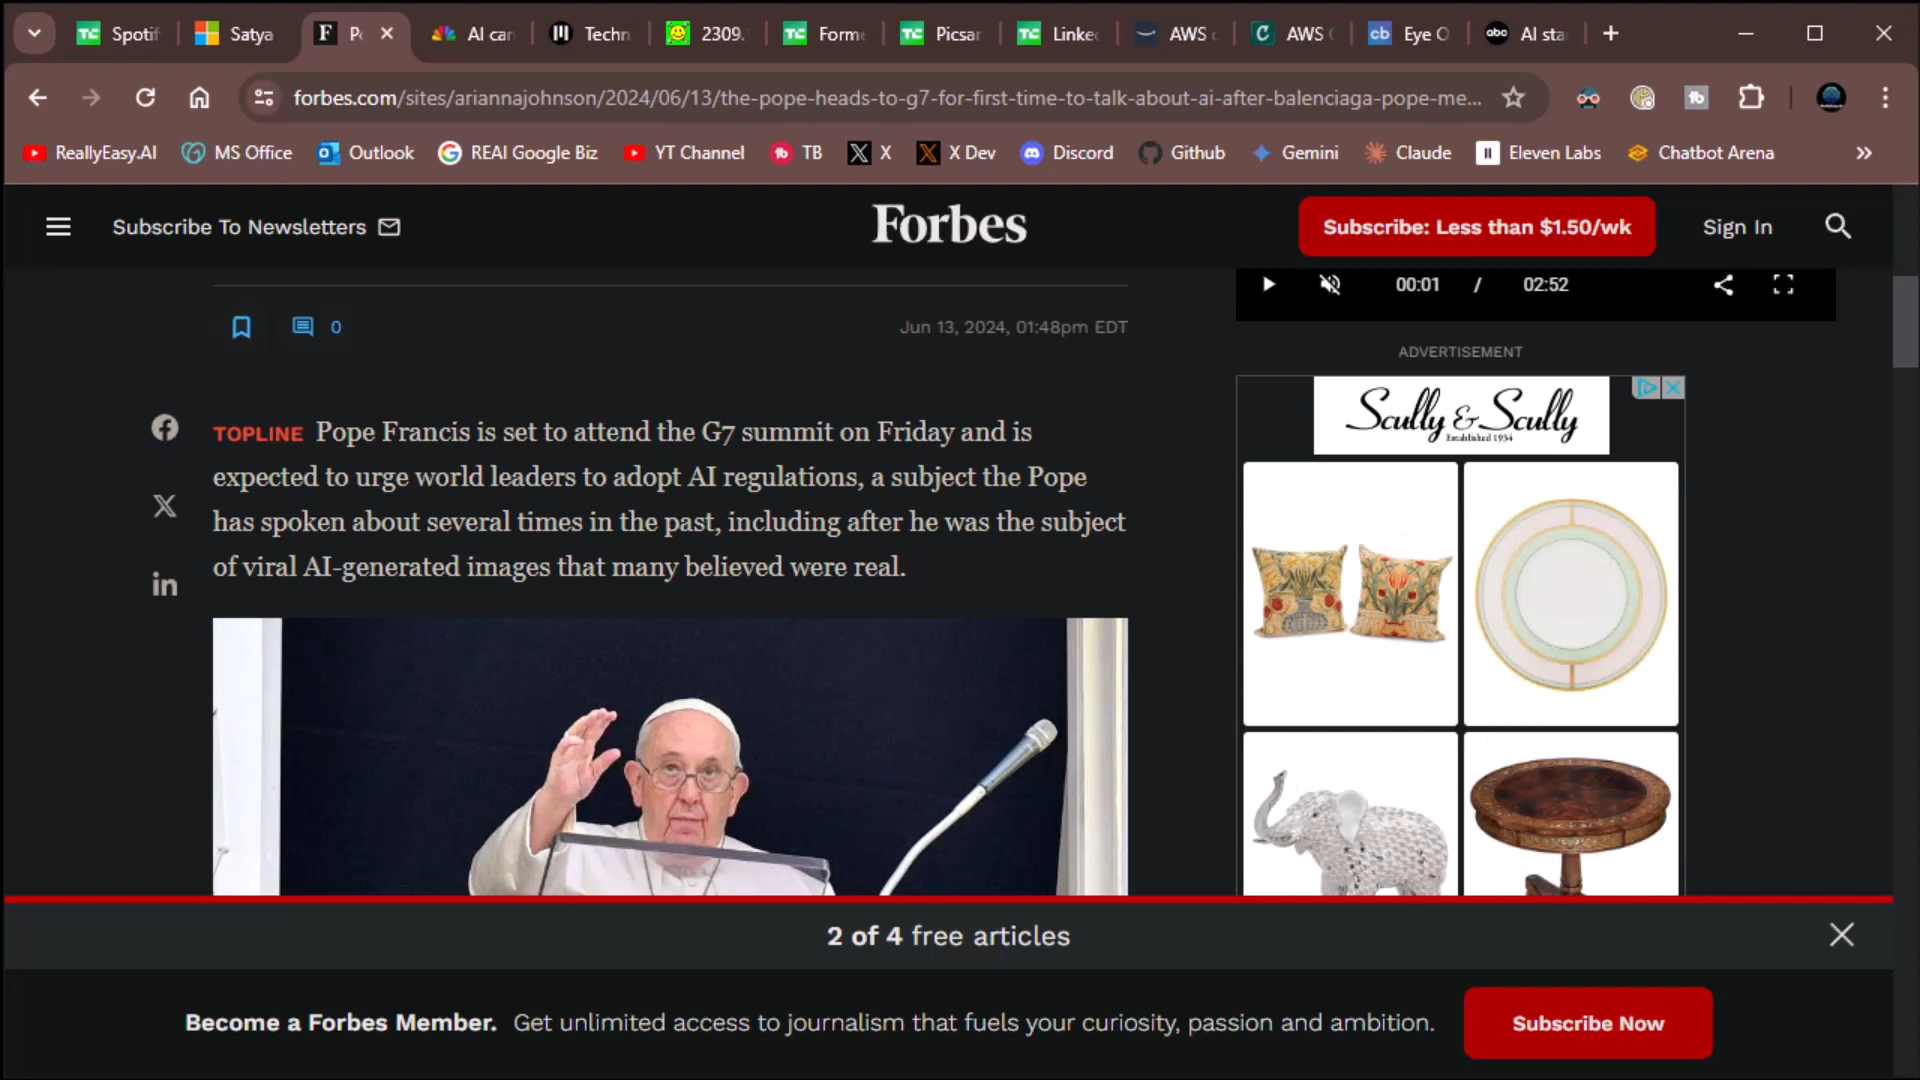 Spotif
Satya
P
AI can
Techn
2309.
Forme
Picsar
Linke
AWS
AWS
Eye O
AI sta
forbes.com/sites/ariannajohnson/2024/06/13/the-pope-heads-to-g7-for-first-time-to-talk-about-ai-after-balenciaga-pope-me...
ReallyEasy.AI
MS Office
Outlook
REAI Google Biz
YT Channel
TB
X
X Dev
Discord
Github
Gemini
Claude
Eleven Labs
Chatbot Arena
Subscribe To Newsletters
Forbes
Subscribe: Less than $1.50/wk
Sign In
00:01 / 02:52
0
Jun 13, 2024, 01:48pm EDT
ADVERTISEMENT
Scully & Scully
Established 1934
TOPLINE Pope Francis is set to attend the G7 summit on Friday and is
expected to urge world leaders to adopt AI regulations, a subject the Pope
has spoken about several times in the past, including after he was the subject
of viral AI-generated images that many believed were real.
2 of 4 free articles
Become a Forbes Member. Get unlimited access to journalism that fuels your curiosity, passion and ambition.
Subscribe Now